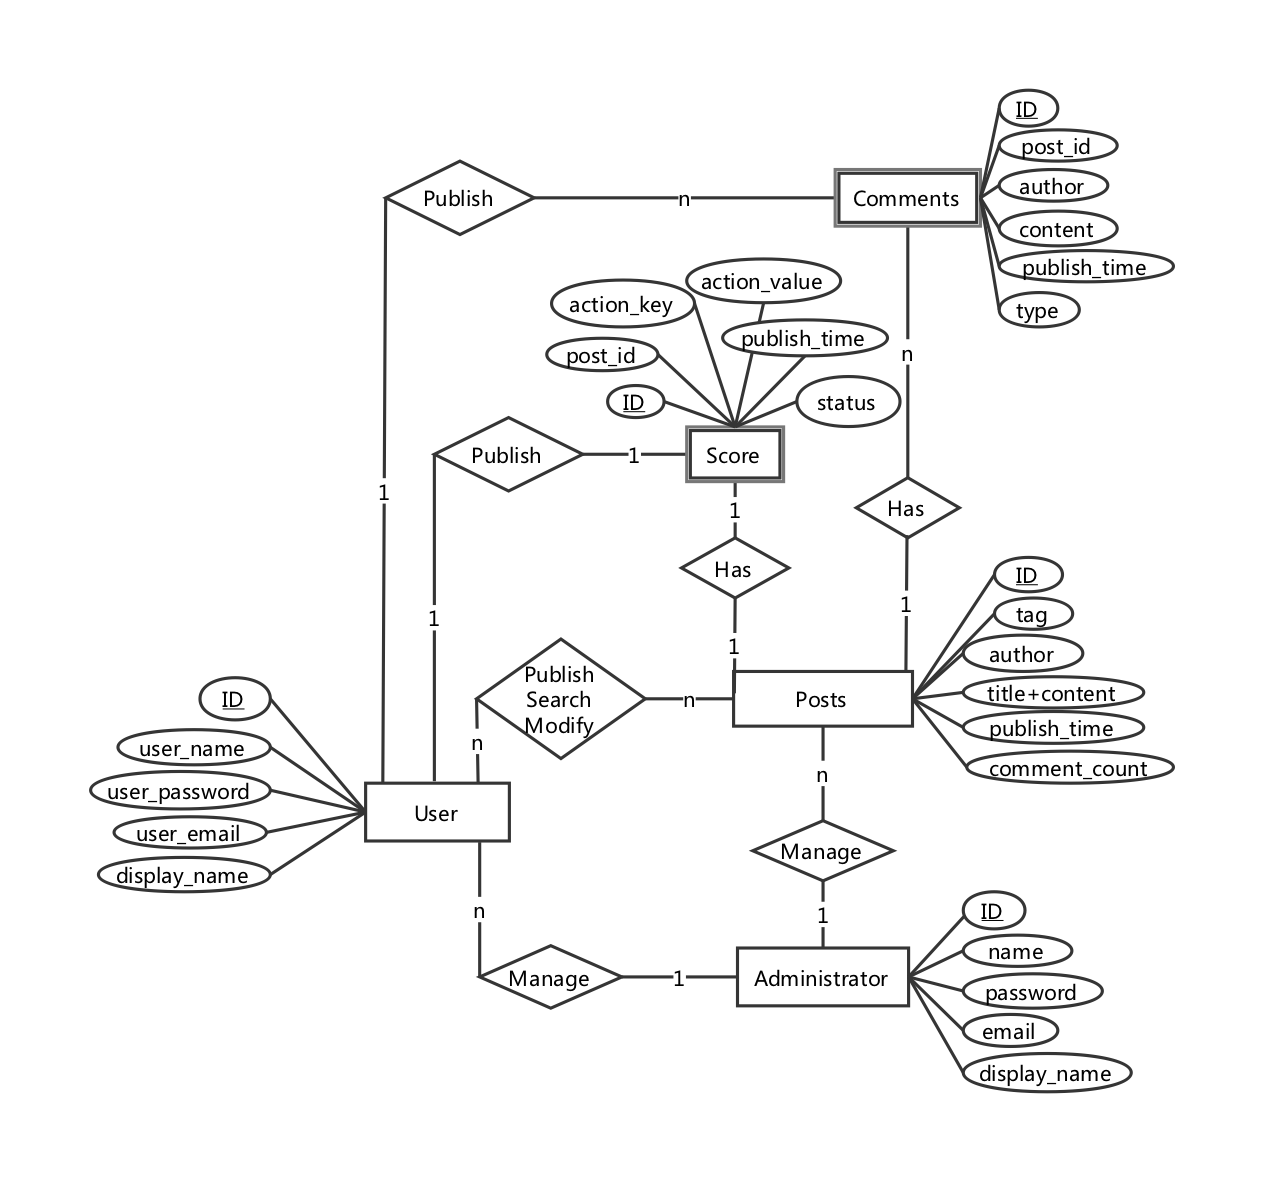 ID
post_id
Publish
n
Comments
author
content
publish_time
type
action_value
action_key
publish_time
post_id
n
ID
status
Publish
1
Score
1
1
Has
Has
ID
1
1
tag
1
author
Publish
Search
Modify
n
Posts
title+content
publish_time
comment_count
ID
user_name
user_password
user_email
display_name
n
User
n
Manage
1
n
Manage
1
Administrator
ID
name
password
email
display_name